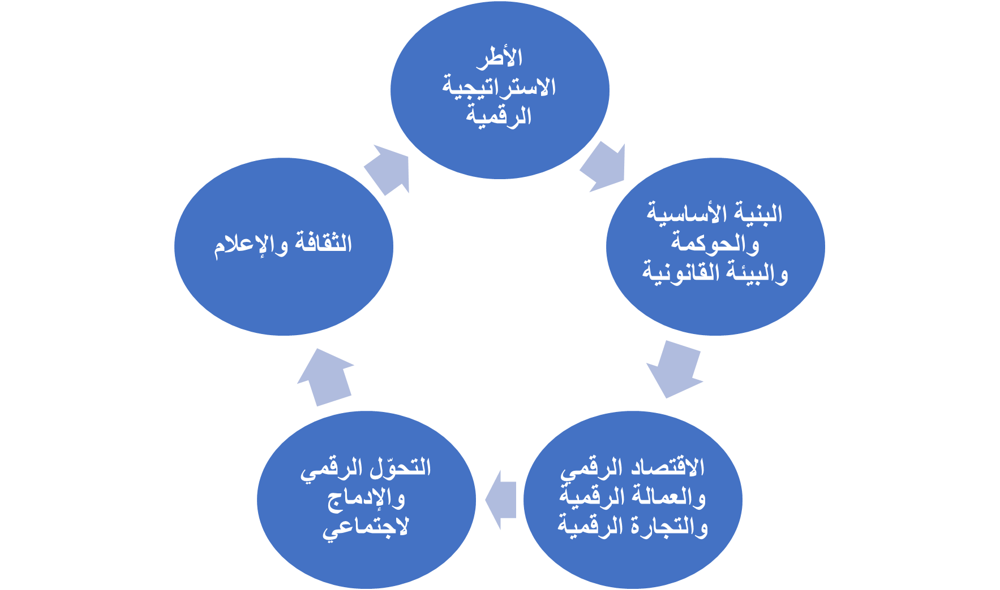 الأطر
الاستراتيجية
الرقمية
البنية الأساسية
والحوكمة
والبيئة القانونية
الاقتصاد الرقمي
والعمالة الرقمية
والتجارة الرقمية
التحوّل الرقمي
والإدماج
لاجتماعي
الثقافة والإعلام